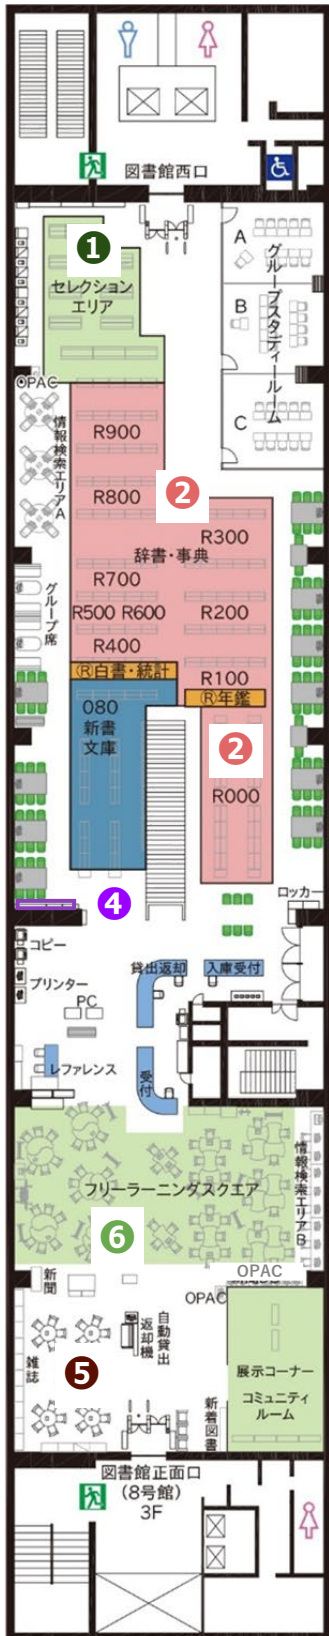 図書館西口
❶
セレクション
エリア
A
B
C
グループスタディールーム
OPAC
情報検索エリアA
R900
R800
❷
R300
辞書・事典
R700
R500 R600
R200
R400
グループ席
Ⓡ白書・統計
R100
Ⓡ年鑑
080
新書
文庫
❷
R000
❹
ロッカー
コピー
貸出返却
入庫受付
プリンター
PC
レファレンス
受付
フリーラーニングスクエア
情報検索エリアB
❻
新聞
OPAC
OPAC
自動貸出
返却機
雑誌
❺
展示コーナー
コミュニティ
ルーム
新着図書
図書館正面口
(8号館)
3F